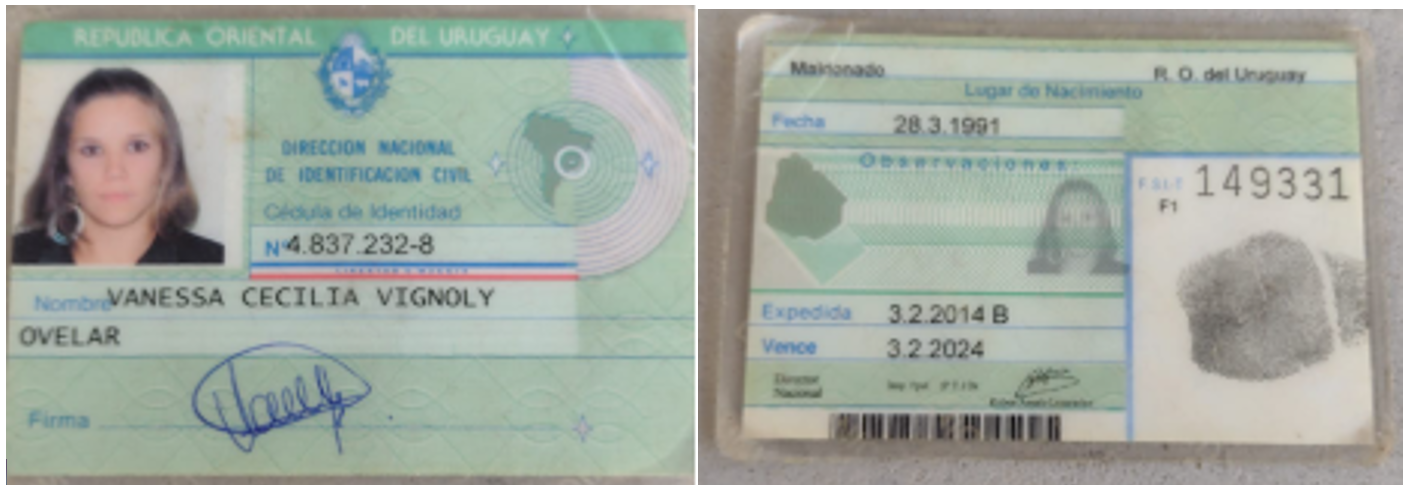 REPUBLICA ORIENTAL DEL URUGUAY
DIRECCION NACIONAL
DE IDENTIFICACION CIVIL
Cédula de Identidad
Nº 4.837.232-8
Nombre VANESSA CECILIA VIGNOLY
OVELAR
Firma
Maldonado R. O. del Uruguay
Lugar de Nacimiento
Fecha 28.3.1991
Observaciones:
149331
F1
Expedida 3.2.2014 B
Vence 3.2.2024
Director
Nacional